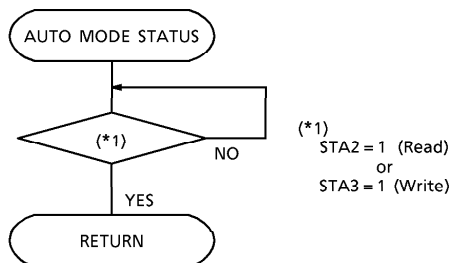 AUTO MODE STATUS
(*1)
NO
YES
RETURN
(*1)
STA2 = 1 (Read)
or
STA3 = 1 (Write)